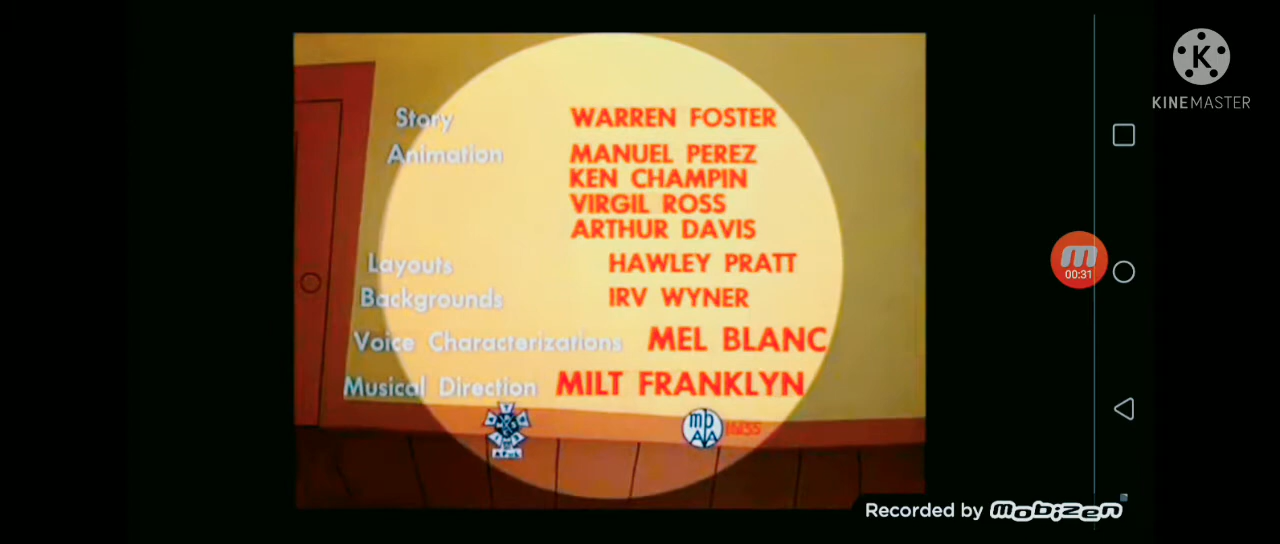 Story WARREN FOSTER
Animation MANUEL PEREZ
KEN CHAMPIN
VIRGIL ROSS
ARTHUR DAVIS
Layouts HAWLEY PRATT
Backgrounds IRV WYNER
Voice Characterizations MEL BLANC
Musical Direction MILT FRANKLYN
K
KINEMASTER
m
00:31
Recorded by mobizen